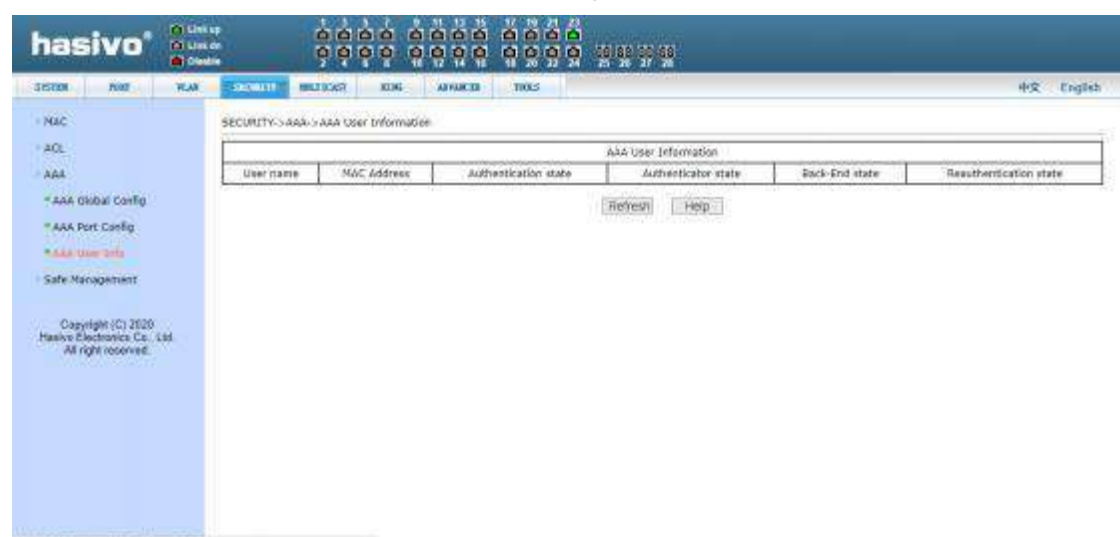 hasivo®
Link up
Link dn
Disable
1 3 5 7 9 11 13 15 17 19 21 23
2 4 6 8 10 12 14 16 18 20 22 24 25 26 27 28
SYSTEM PORT VLAN SECURITY MULTICAST RING ADVANCED TOOLS 中文 English
MAC
ACL
AAA
AAA Global Config
AAA Port Config
AAA User Info
Safe Management
Copyright (C) 2020
Hasivo Electronics Co., Ltd.
All right reserved.
SECURITY->AAA->AAA User Information
AAA User Information
User name MAC Address Authentication state Authenticator state Back-End state Reauthentication state
Refresh Help